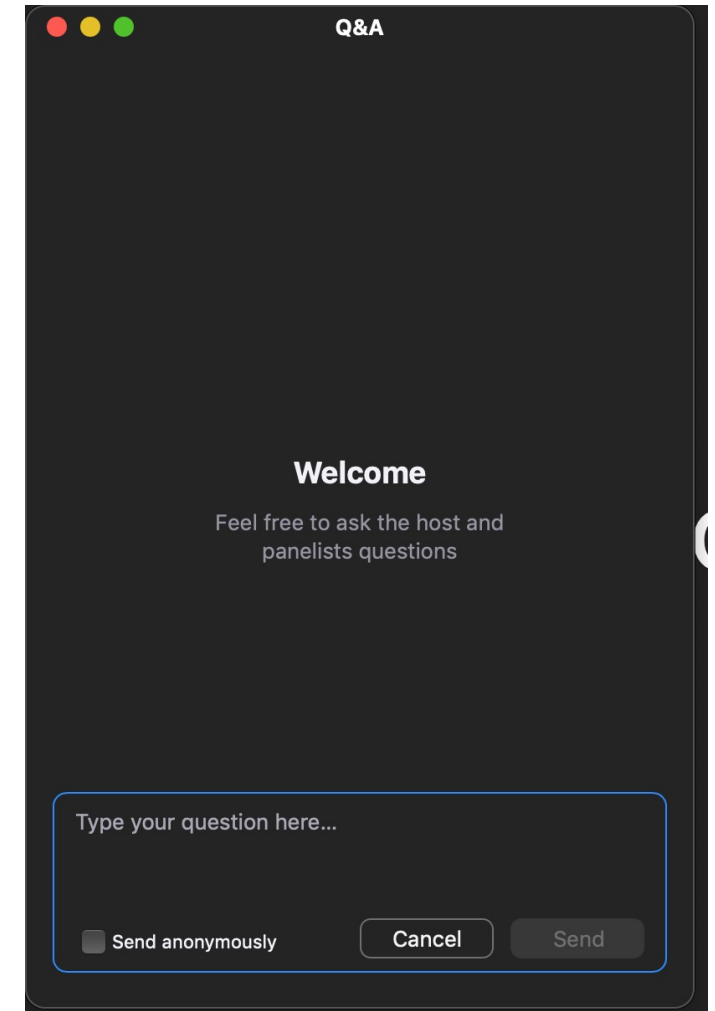 Q&A
Welcome
Feel free to ask the host and
panelists questions
Type your question here...
Send anonymously
Cancel
Send